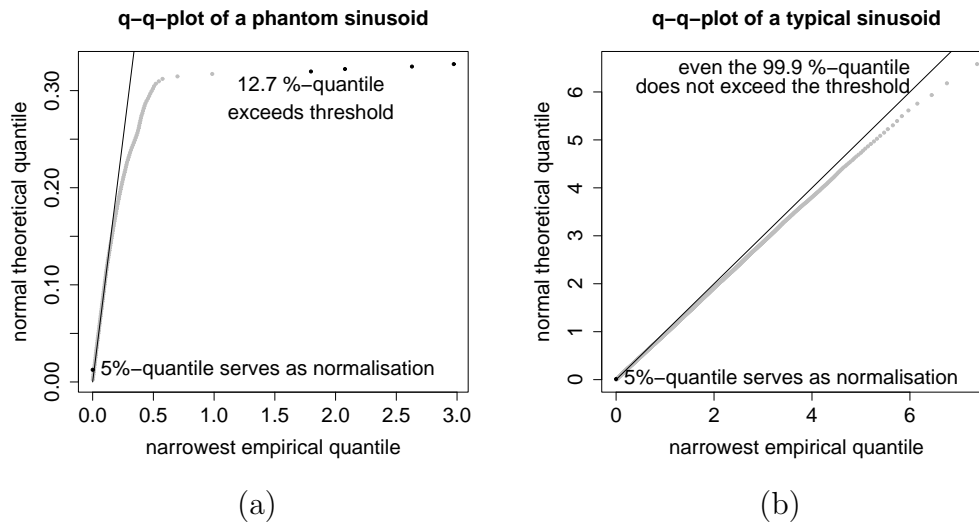 q-q-plot of a phantom sinusoid
normal theoretical quantile
0.30
0.20
0.10
0.00
12.7 %-quantile
exceeds threshold
5%-quantile serves as normalisation
0.0 0.5 1.0 1.5 2.0 2.5 3.0
narrowest empirical quantile
(a)
q-q-plot of a typical sinusoid
normal theoretical quantile
6
5
4
3
2
1
0
even the 99.9 %-quantile
does not exceed the threshold
5%-quantile serves as normalisation
0 2 4 6
narrowest empirical quantile
(b)